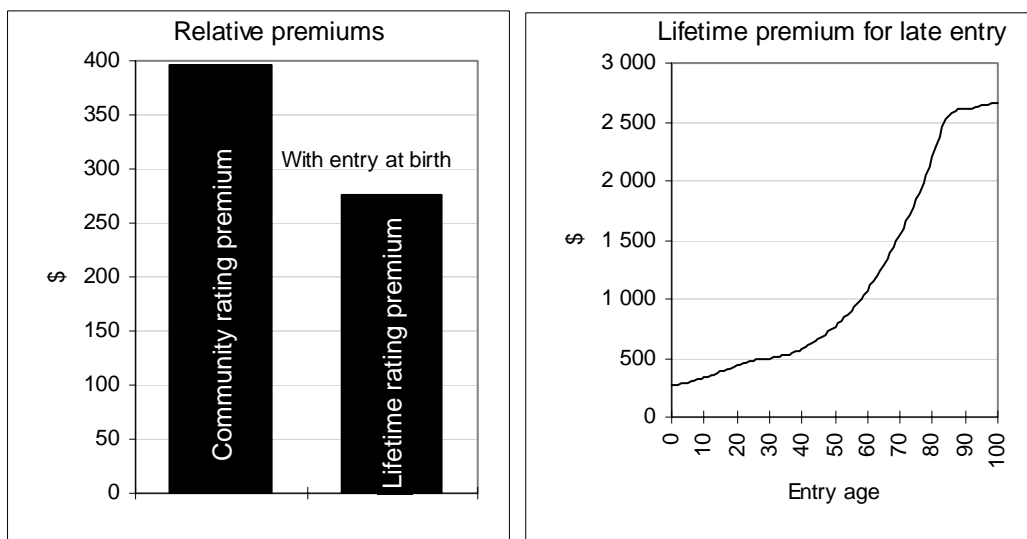 Relative premiums
400
350
300
250
200
150
100
50
0
$
Community rating premium
With entry at birth
Lifetime rating premium
Lifetime premium for late entry
3 000
2 500
2 000
1 500
1 000
500
0
$
0 10 20 30 40 50 60 70 80 90 100
Entry age